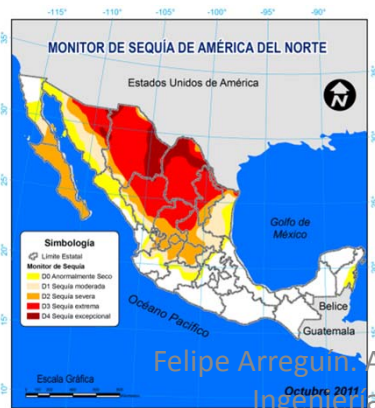 -115° -110° -105° -100° -95° -90°
MONITOR DE SEQUÍA DE AMÉRICA DEL NORTE
Estados Unidos de América
N
35°
30°
25°
20°
15°
10°
Golfo de
México
Simbología
Límite Estatal
Monitor de Sequía
D0 Anormalmente Seco
D1 Sequía moderada
D2 Sequía severa
D3 Sequía extrema
D4 Sequía excepcional
Océano Pacífico
Belice
Guatemala
Escala Gráfica
Felipe Arreguín. A
Octubre 2011
Ingeniería